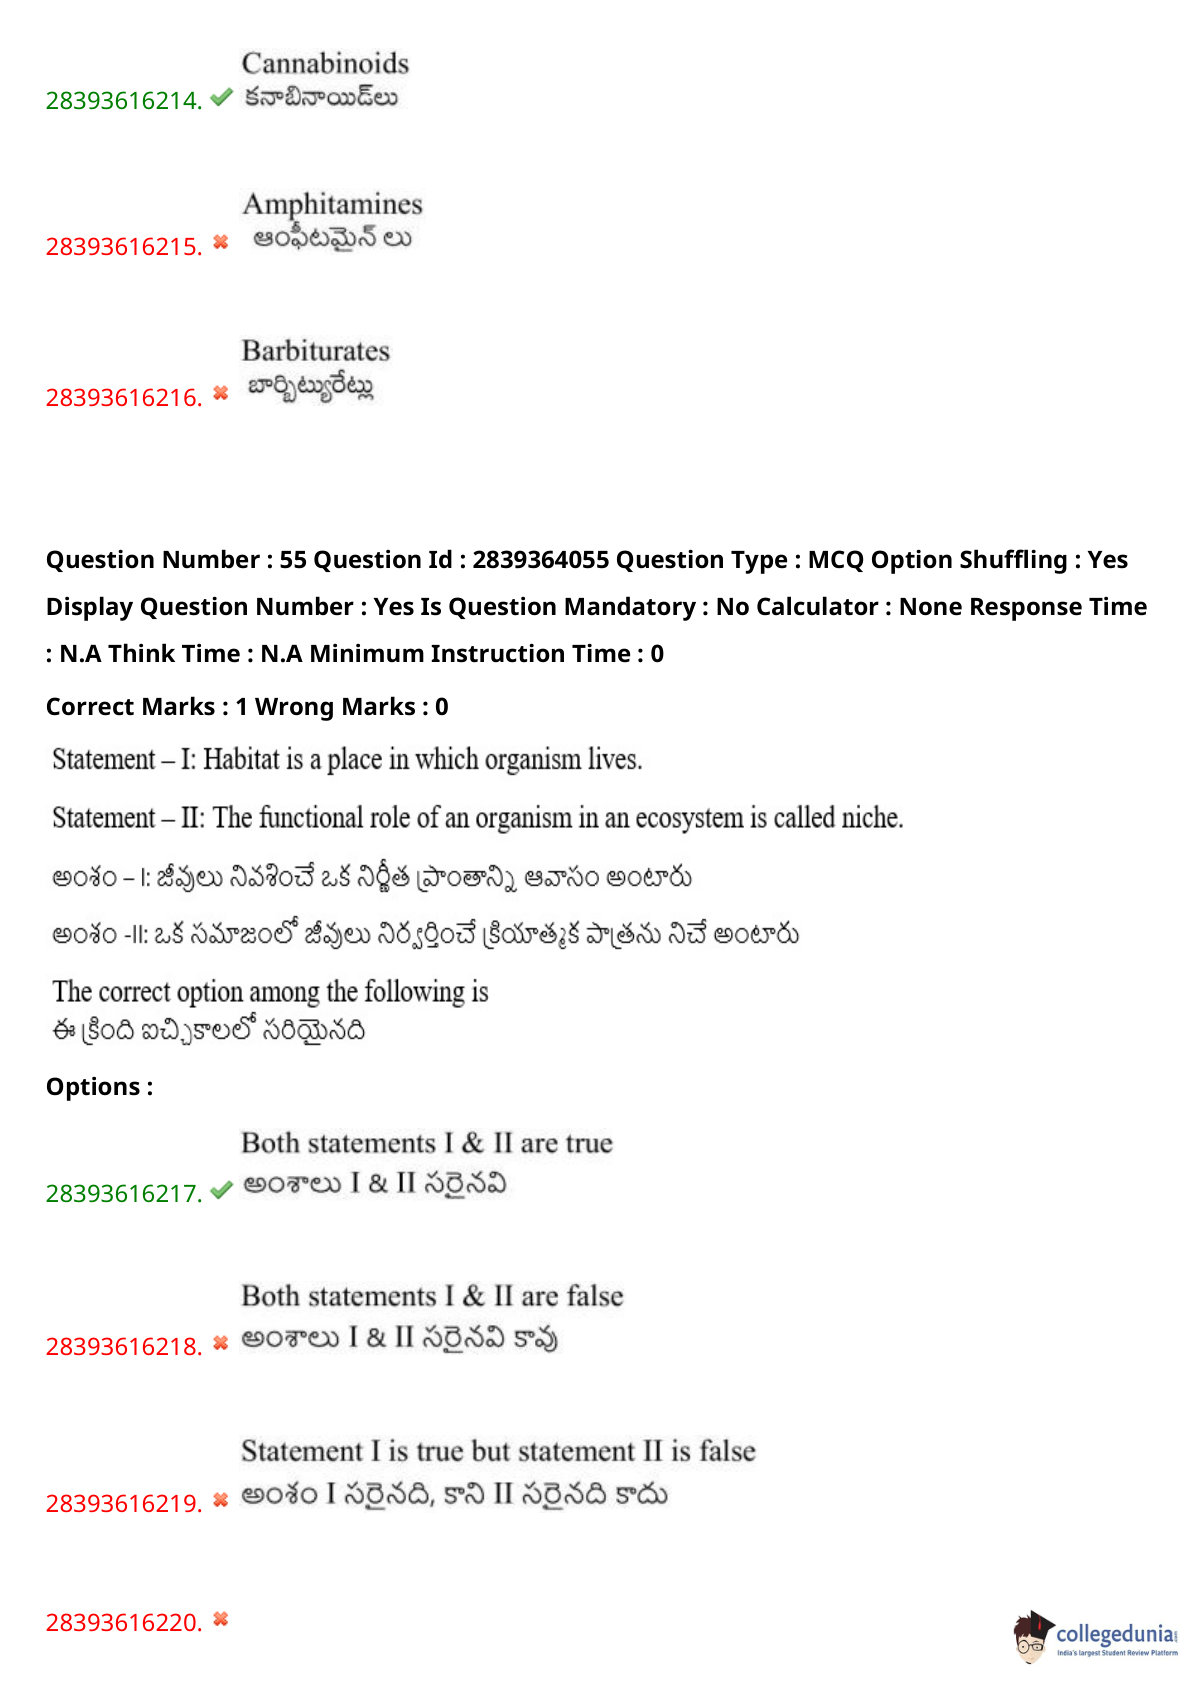 Cannabinoids
28393616214. కనాబినాయిడ్‌లు
Amphitamines
28393616215. ఆంఫీటమైన్ లు
Barbiturates
28393616216. బార్బిట్యురేట్లు
Question Number : 55 Question Id : 2839364055 Question Type : MCQ Option Shuffling : Yes
Display Question Number : Yes Is Question Mandatory : No Calculator : None Response Time
: N.A Think Time : N.A Minimum Instruction Time : 0
Correct Marks : 1 Wrong Marks : 0
Statement – I: Habitat is a place in which organism lives.
Statement – II: The functional role of an organism in an ecosystem is called niche.
అంశం – I: జీవులు నివశించే ఒక నిర్ణీత ప్రాంతాన్ని ఆవాసం అంటారు
అంశం -II: ఒక సమాజంలో జీవులు నిర్వర్తించే క్రియాత్మక పాత్రను నిచే అంటారు
The correct option among the following is
ఈ క్రింది ఐచ్చికాలలో సరియైనది
Options :
Both statements I & II are true
28393616217. అంశాలు I & II సరైనవి
Both statements I & II are false
28393616218. అంశాలు I & II సరైనవి కావు
Statement I is true but statement II is false
28393616219. అంశం I సరైనది, కాని II సరైనది కాదు
28393616220.
collegedunia
India's largest Student Review Platform